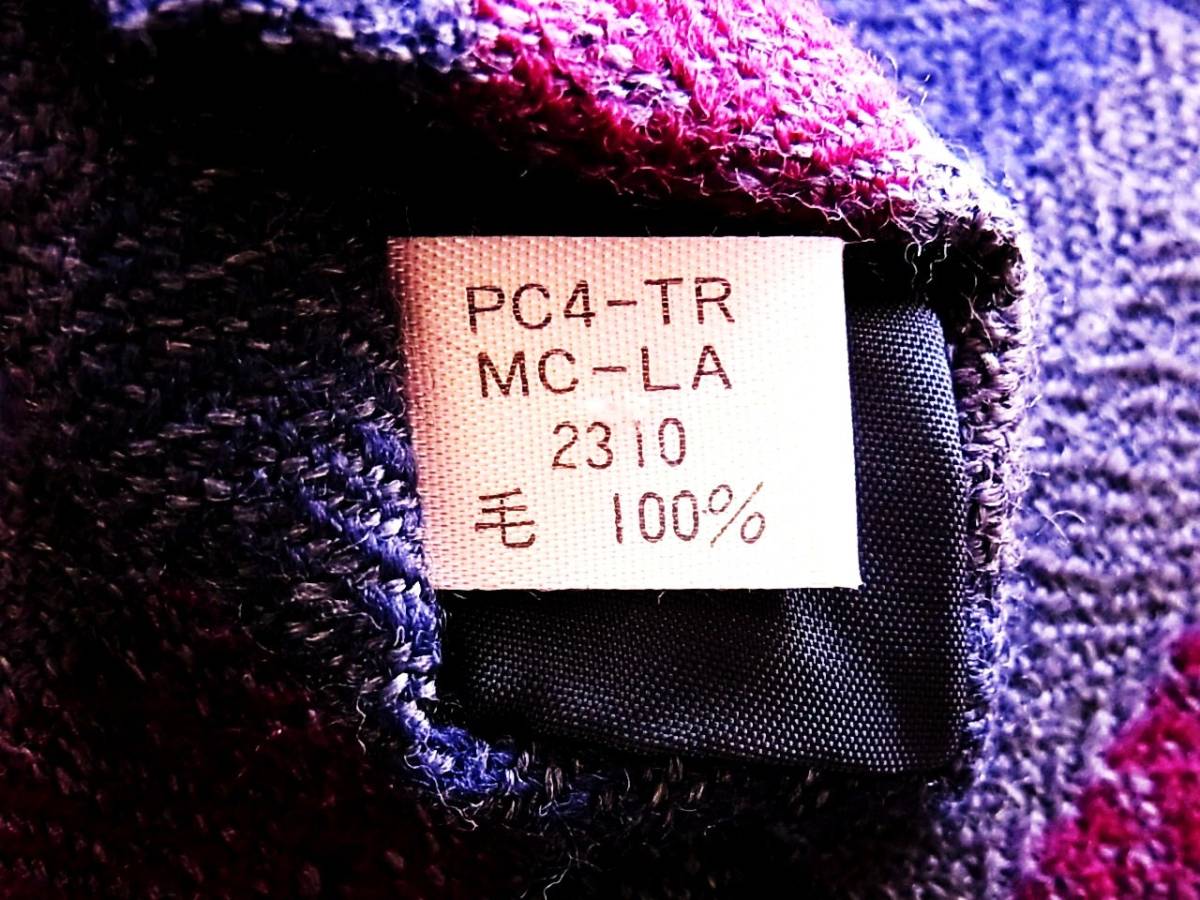 PC4-TR
MC-LA
2310
毛 100%